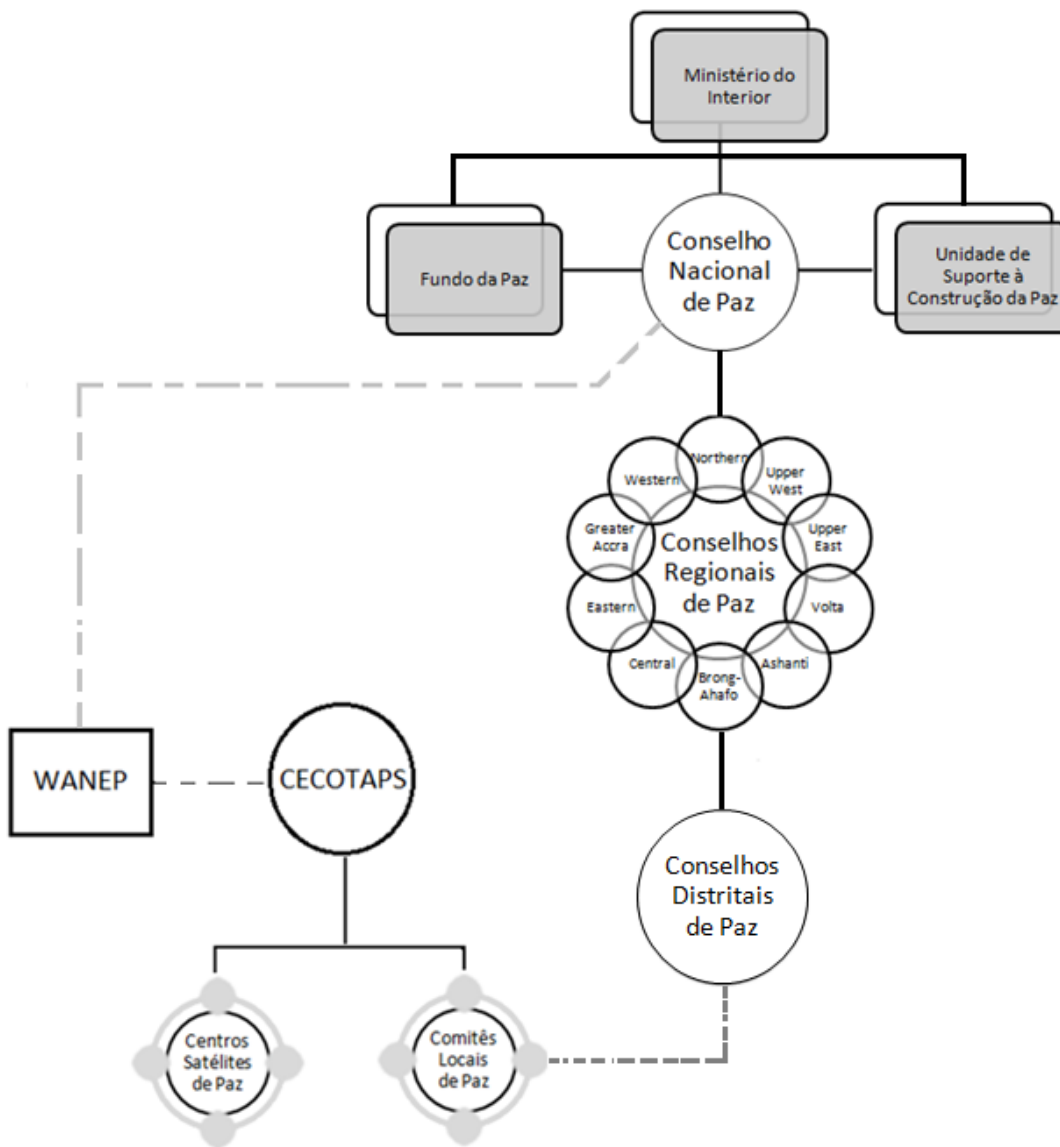 Ministério do
Interior
Fundo da Paz
Conselho
Nacional
de Paz
Unidade de
Suporte à
Construção da Paz
Northern
Western
Upper
West
Greater
Accra
Upper
East
Conselhos
Regionais
de Paz
Eastern
Volta
Central
Ashanti
Brong-
Ahafo
WANEP
CECOTAPS
Conselhos
Distritais
de Paz
Centros
Satélites
de Paz
Comitês
Locais
de Paz